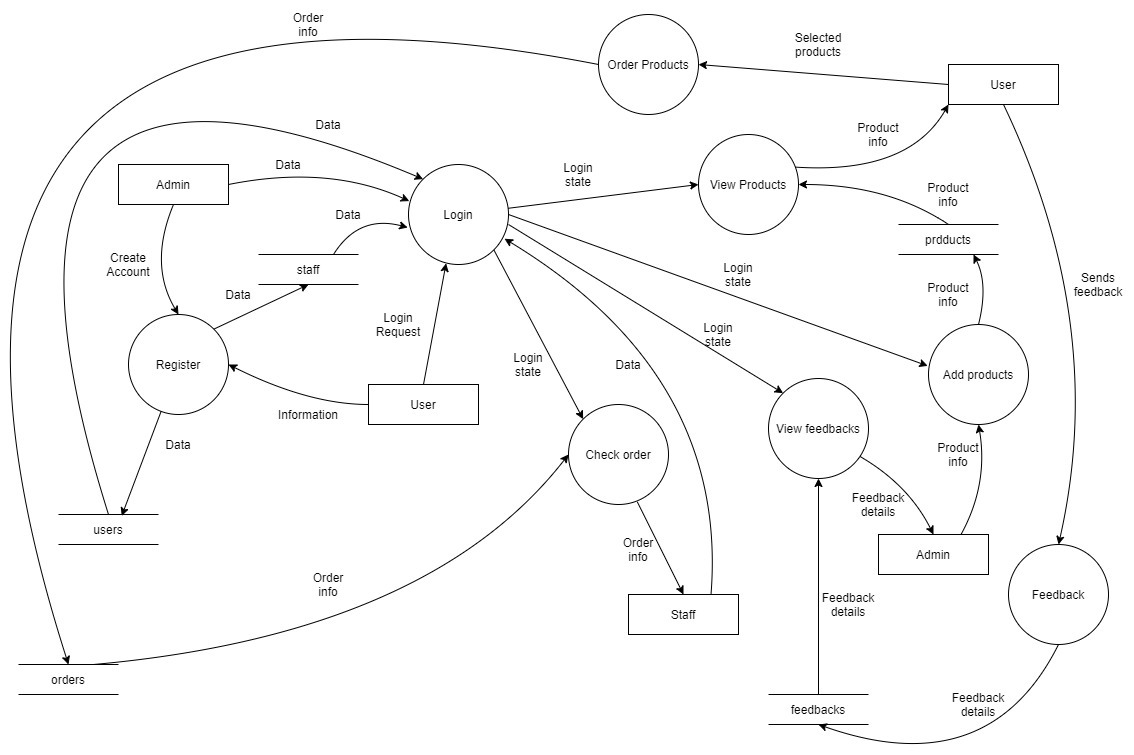 Order
info
Order Products
Selected
products
User
Data
Product
info
Data
Login
state
Admin
View Products
Product
info
Data
Login
prdducts
Create
Account
staff
Login
state
Data
Product
info
Sends
feedback
Login
Request
Login
state
Register
Login
state
Data
Add products
User
Information
View feedbacks
Data
Check order
Product
info
Feedback
details
users
Order
info
Admin
Order
info
Feedback
Feedback
details
Staff
orders
feedbacks
Feedback
details